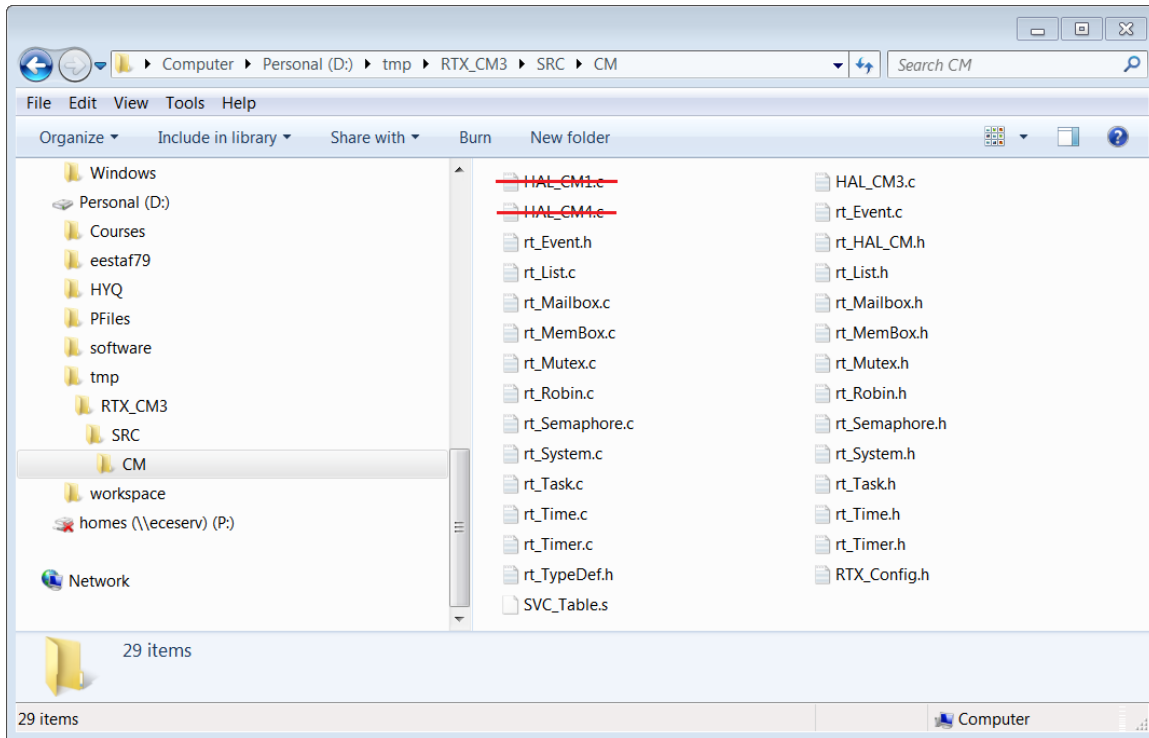 Computer Personal (D:) tmp RTX_CM3 SRC CM
Search CM
File Edit View Tools Help
Organize Include in library Share with Burn New folder
Windows
Personal (D:)
Courses
eestaf79
HYQ
PFiles
software
tmp
RTX_CM3
SRC
CM
workspace
homes (\\eceserv) (P:)
Network
HAL_CM1.c HAL_CM3.c
HAL_CM4.c rt_Event.c
rt_Event.h rt_HAL_CM.h
rt_List.c rt_List.h
rt_Mailbox.c rt_Mailbox.h
rt_MemBox.c rt_MemBox.h
rt_Mutex.c rt_Mutex.h
rt_Robin.c rt_Robin.h
rt_Semaphore.c rt_Semaphore.h
rt_System.c rt_System.h
rt_Task.c rt_Task.h
rt_Time.c rt_Time.h
rt_Timer.c rt_Timer.h
rt_TypeDef.h RTX_Config.h
SVC_Table.s
29 items
29 items Computer